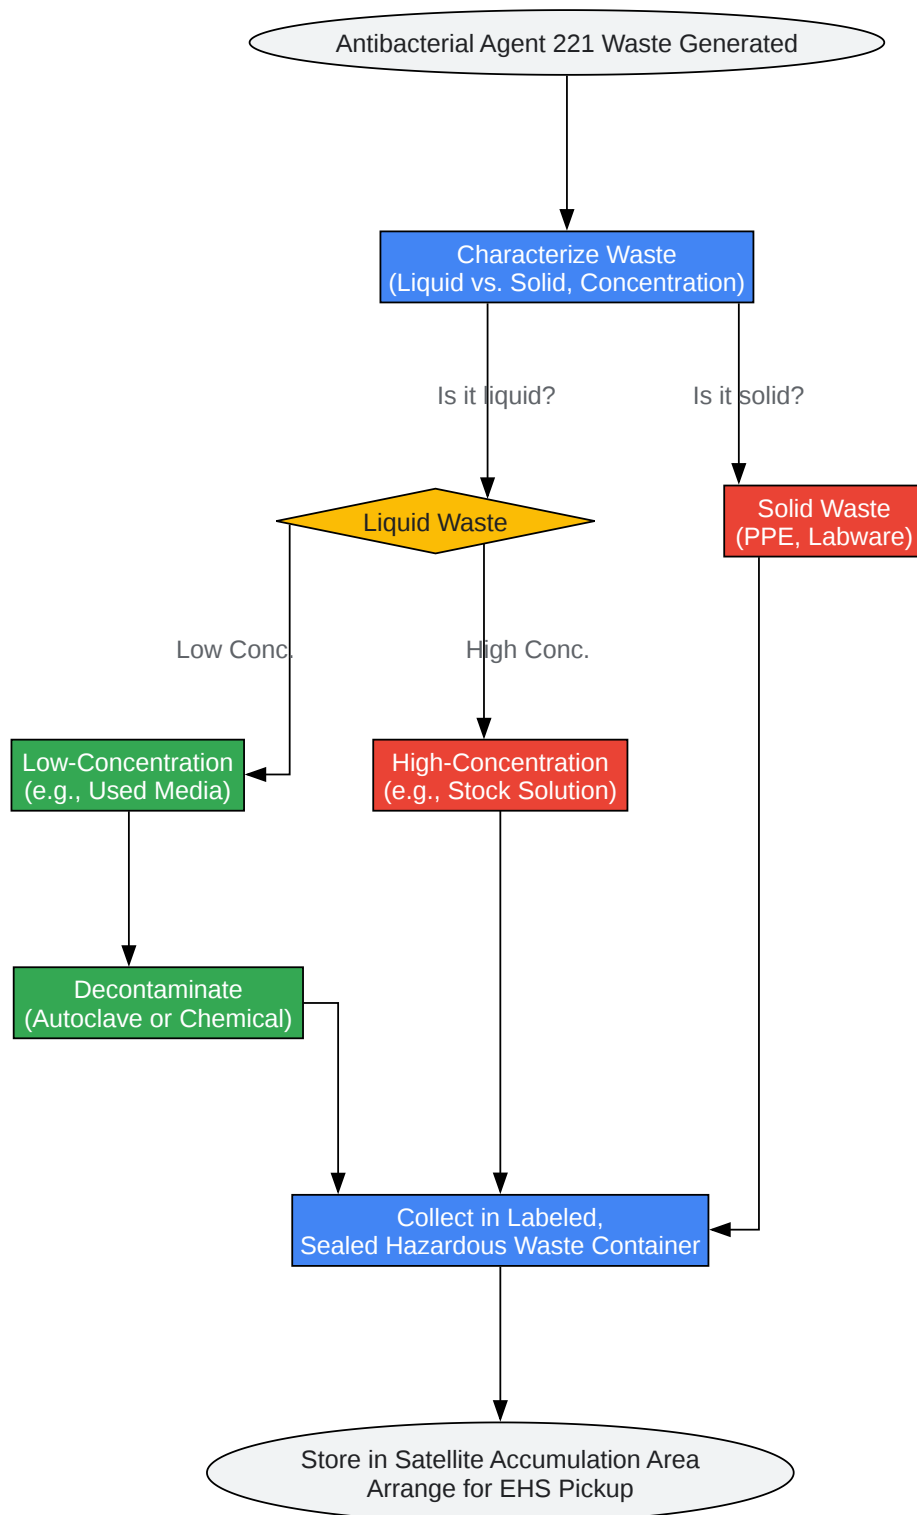 Antibacterial Agent 221 Waste Generated
Characterize Waste
(Liquid vs. Solid, Concentration)
Is it liquid?
Is it solid?
Liquid Waste
Solid Waste
(PPE, Labware)
Low Conc.
High Conc.
Low-Concentration
(e.g., Used Media)
High-Concentration
(e.g., Stock Solution)
Decontaminate
(Autoclave or Chemical)
Collect in Labeled,
Sealed Hazardous Waste Container
Store in Satellite Accumulation Area
Arrange for EHS Pickup